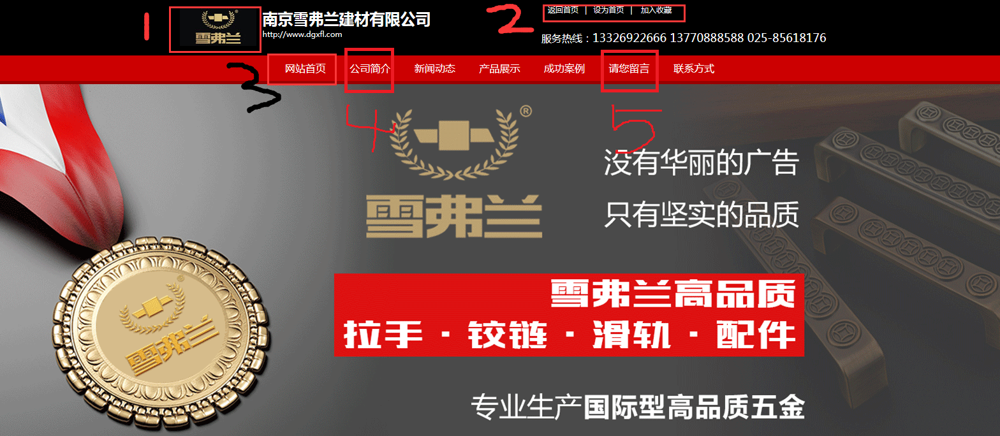 1
雪弗兰
南京雪弗兰建材有限公司
http://www.dgxfl.com
2
返回首页 | 设为首页 | 加入收藏
服务热线：13326922666 13770888588 025-85618176
3
网站首页 公司简介 新闻动态 产品展示 成功案例 请您留言 联系方式
4
5
®
雪弗兰
没有华丽的广告
只有坚实的品质
雪弗兰高品质
拉手·铰链·滑轨·配件
雪弗兰
专业生产国际型高品质五金